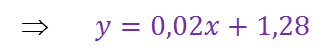 ⇒ y = 0,02x + 1,28